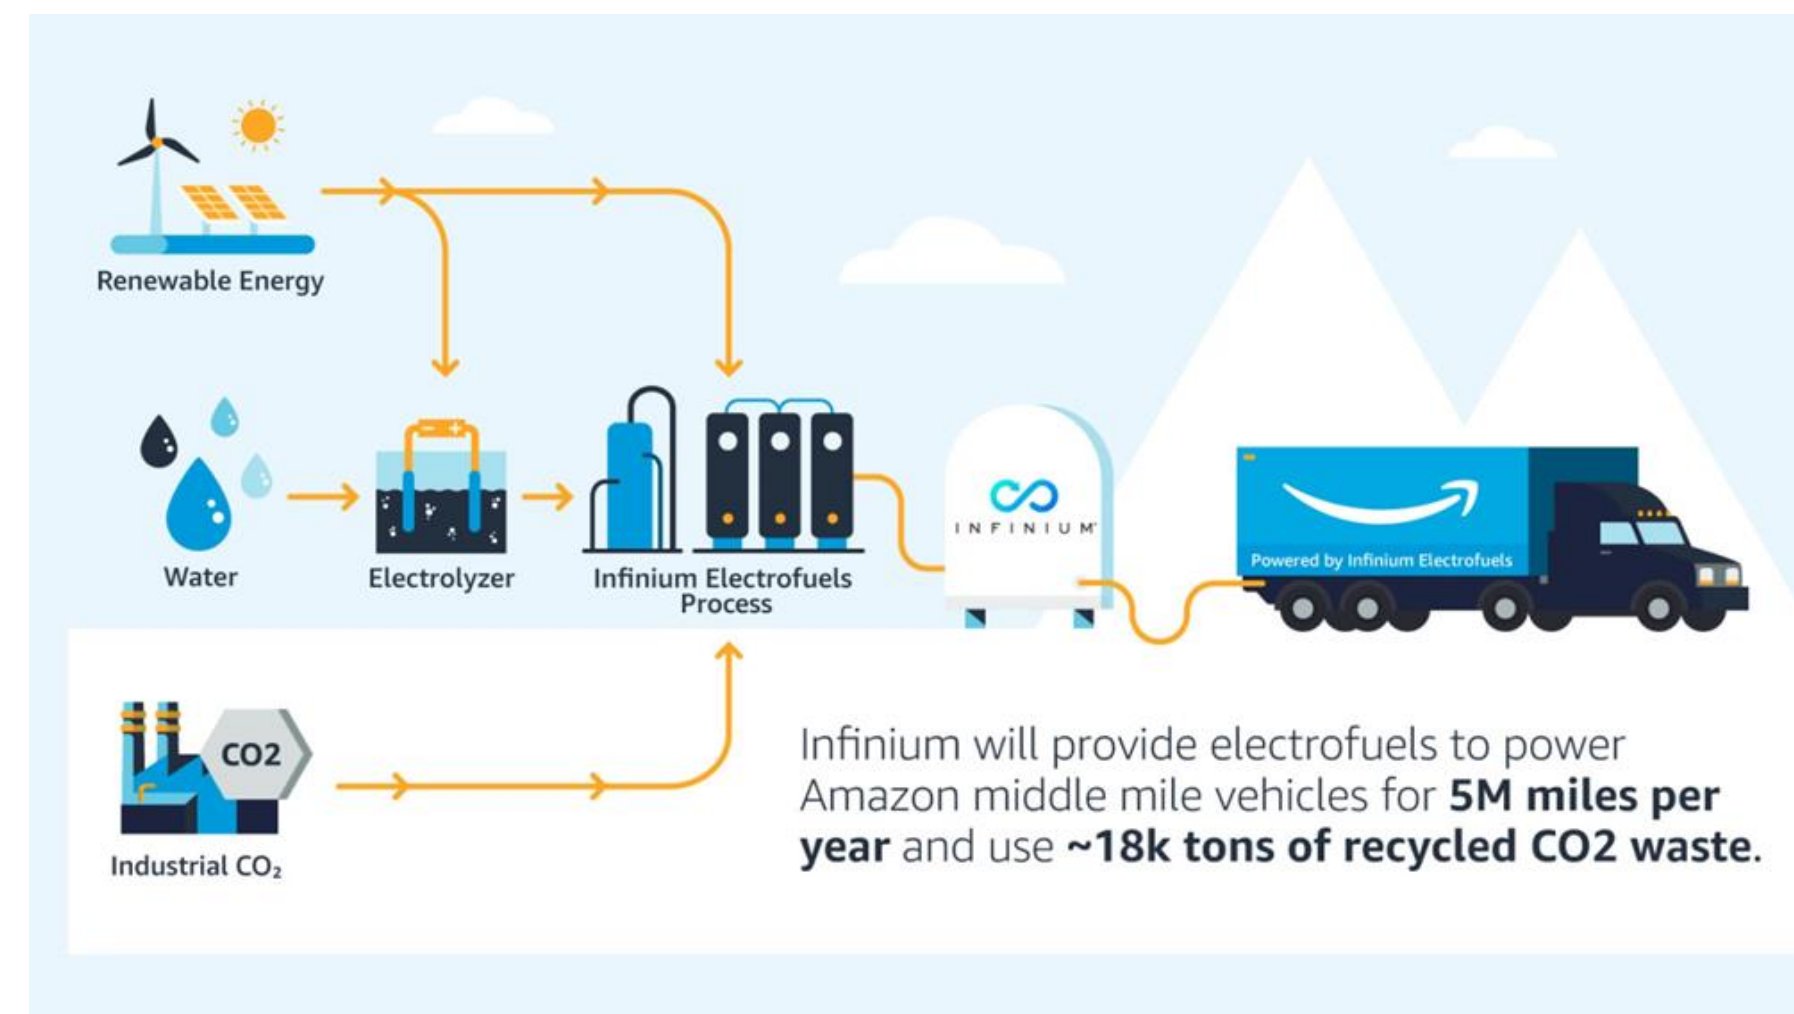 Renewable Energy
Water
Electrolyzer
Infinium Electrofuels
Process
INFINIUM
Powered by Infinium Electrofuels
CO2
Industrial CO₂
Infinium will provide electrofuels to power
Amazon middle mile vehicles for 5M miles per
year and use ~18k tons of recycled CO2 waste.